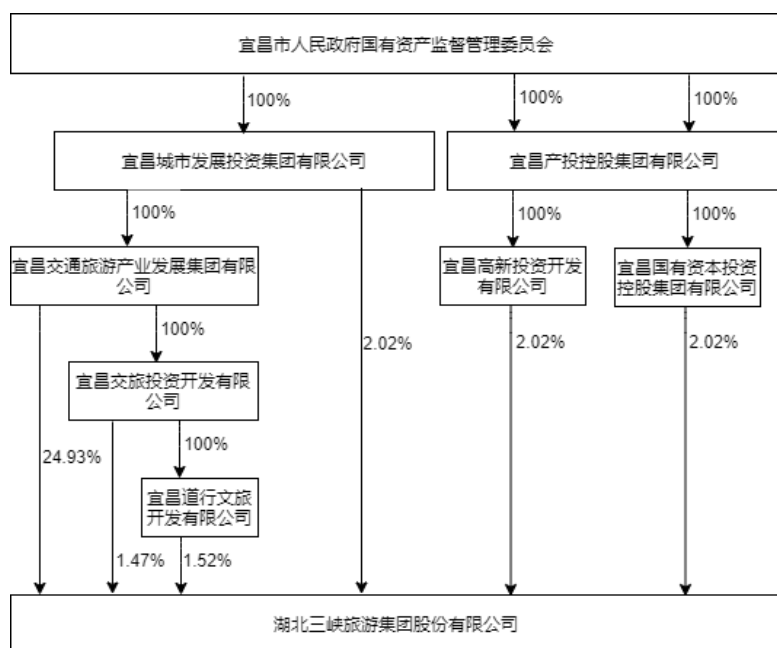 宜昌市人民政府国有资产监督管理委员会
100%
100%
100%
宜昌城市发展投资集团有限公司
宜昌产投控股集团有限公司
100%
100%
100%
宜昌交通旅游产业发展集团有限
公司
宜昌高新投资开发
有限公司
宜昌国有资本投资
控股集团有限公司
100%
2.02%
2.02%
2.02%
宜昌交旅投资开发有限
公司
100%
24.93%
宜昌道行文旅
开发有限公司
1.47%
1.52%
湖北三峡旅游集团股份有限公司